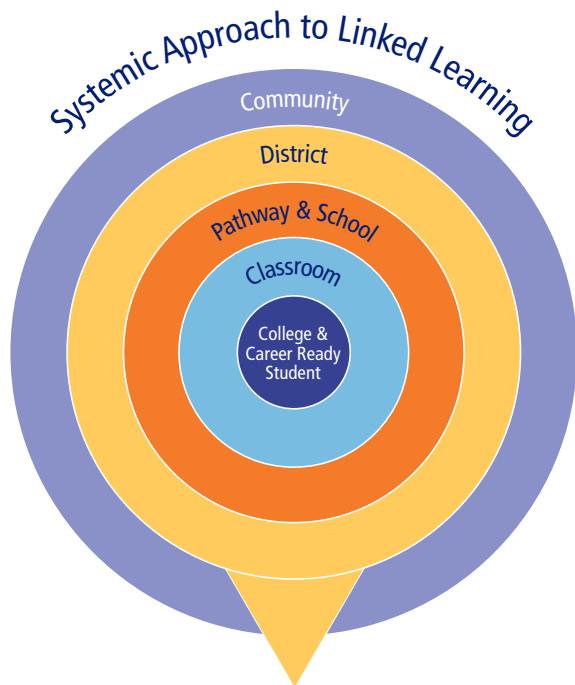 Systemic Approach to Linked Learning
Community
District
Pathway & School
Classroom
College &
Career Ready
Student